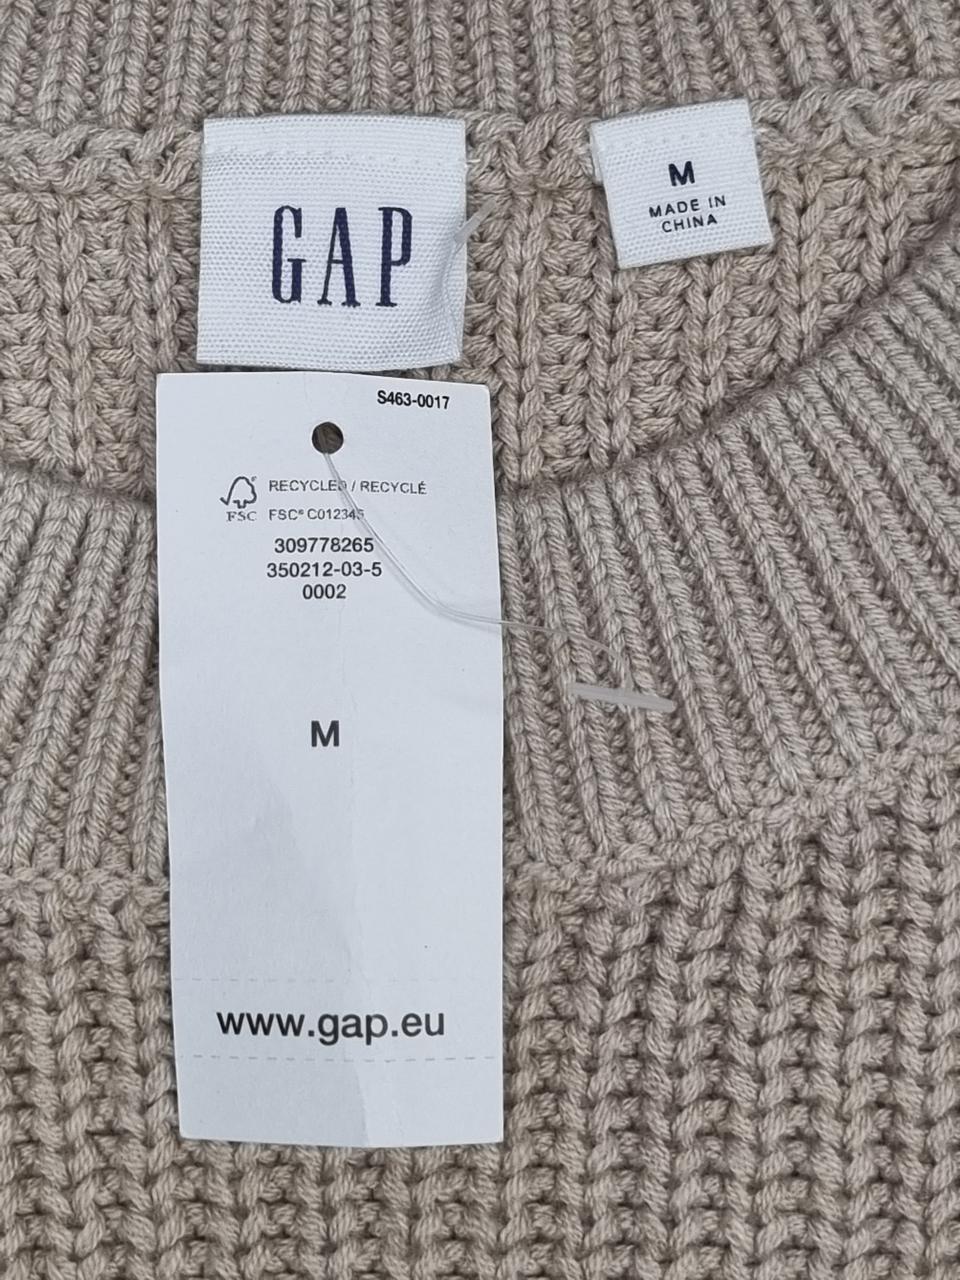 GAP
M
MADE IN
CHINA
S463-0017
RECYCLED / RECYCLÉ
FSC
FSC® C012345
309778265
350212-03-5
0002
M
www.gap.eu